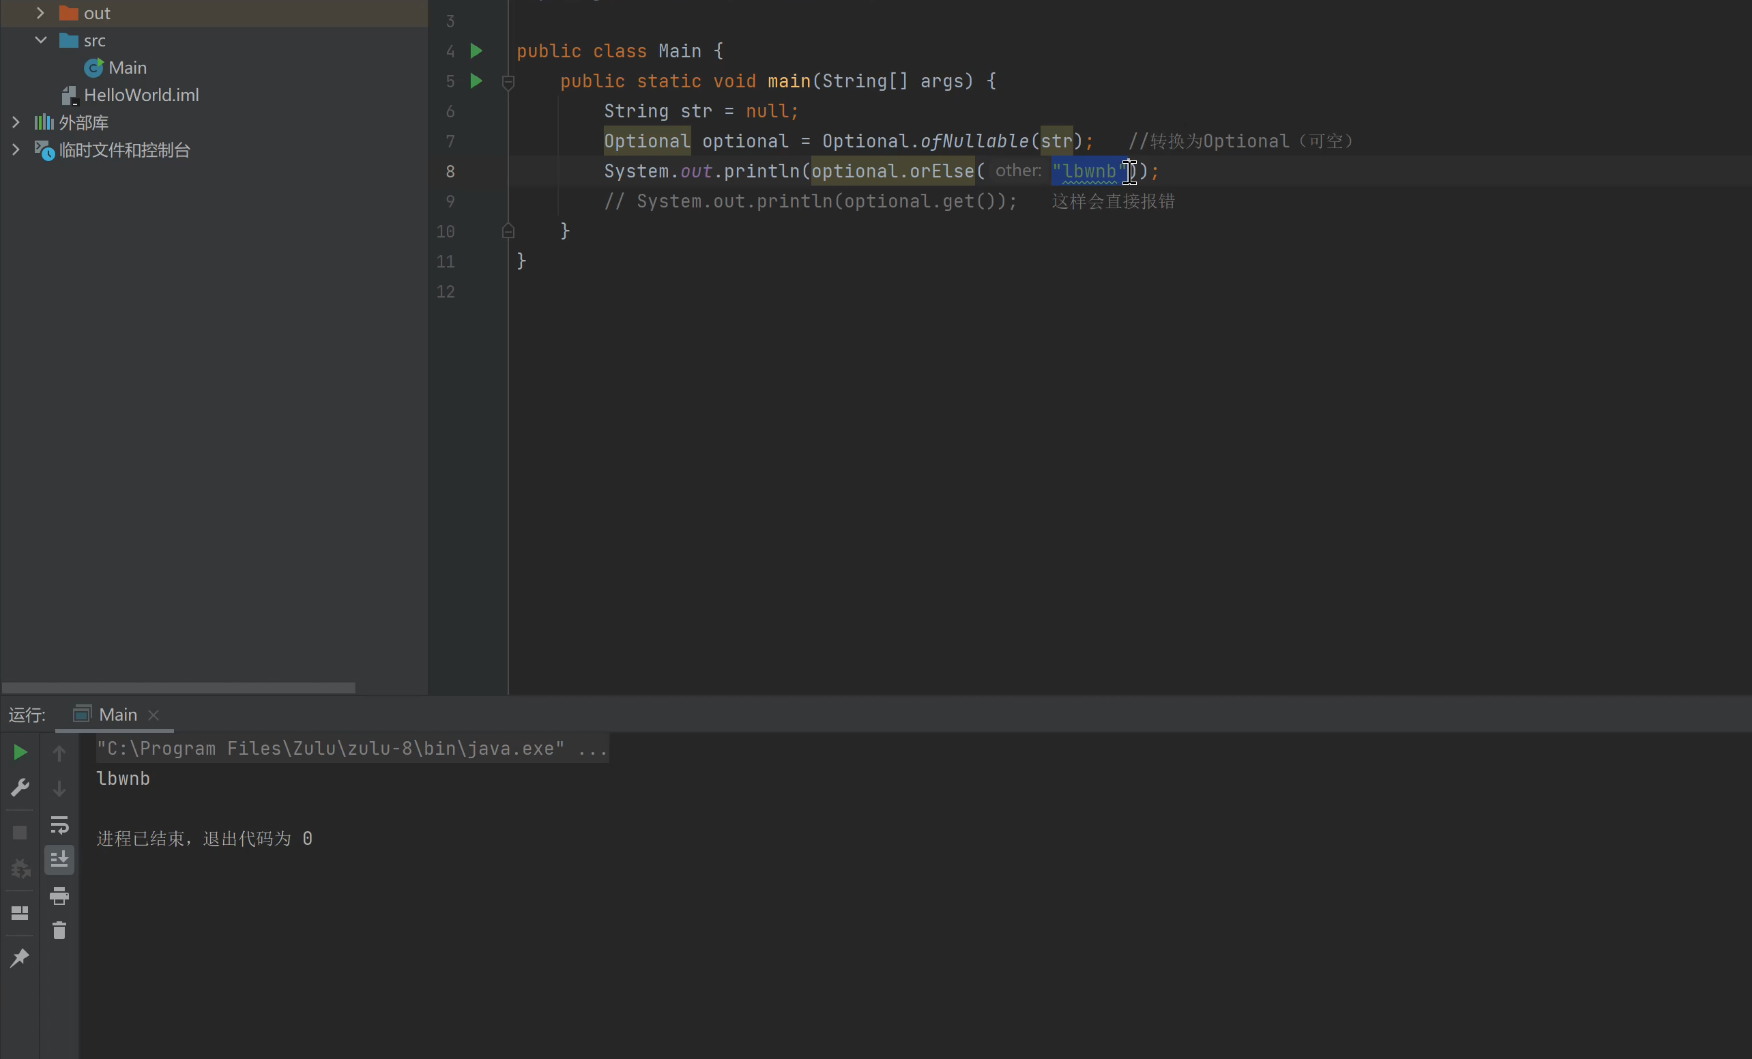 out
src
Main
HelloWorld.iml
外部库
临时文件和控制台
3
4 public class Main {
5 public static void main(String[] args) {
6 String str = null;
7 Optional optional = Optional.ofNullable(str); //转换为Optional（可空）
8 System.out.println(optional.orElse( other: "lbwnb"));
9 // System.out.println(optional.get()); 这样会直接报错
10 }
11 }
12
运行: Main
"C:\Program Files\Zulu\zulu-8\bin\java.exe" ...
lbwnb
进程已结束，退出代码为 0